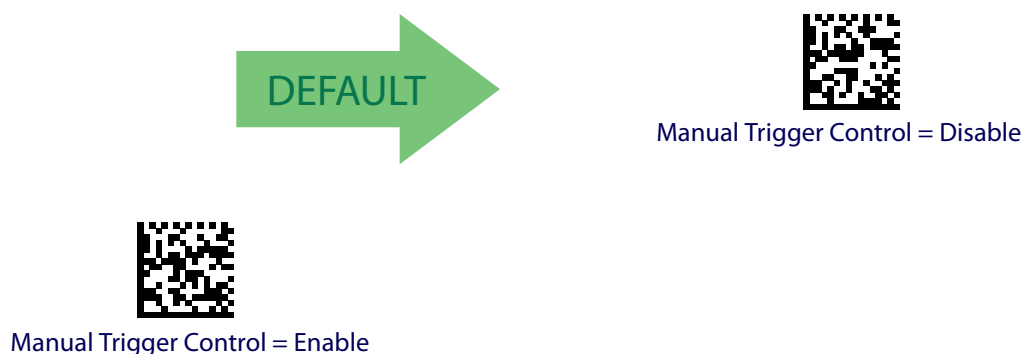 DEFAULT
Manual Trigger Control = Disable
Manual Trigger Control = Enable